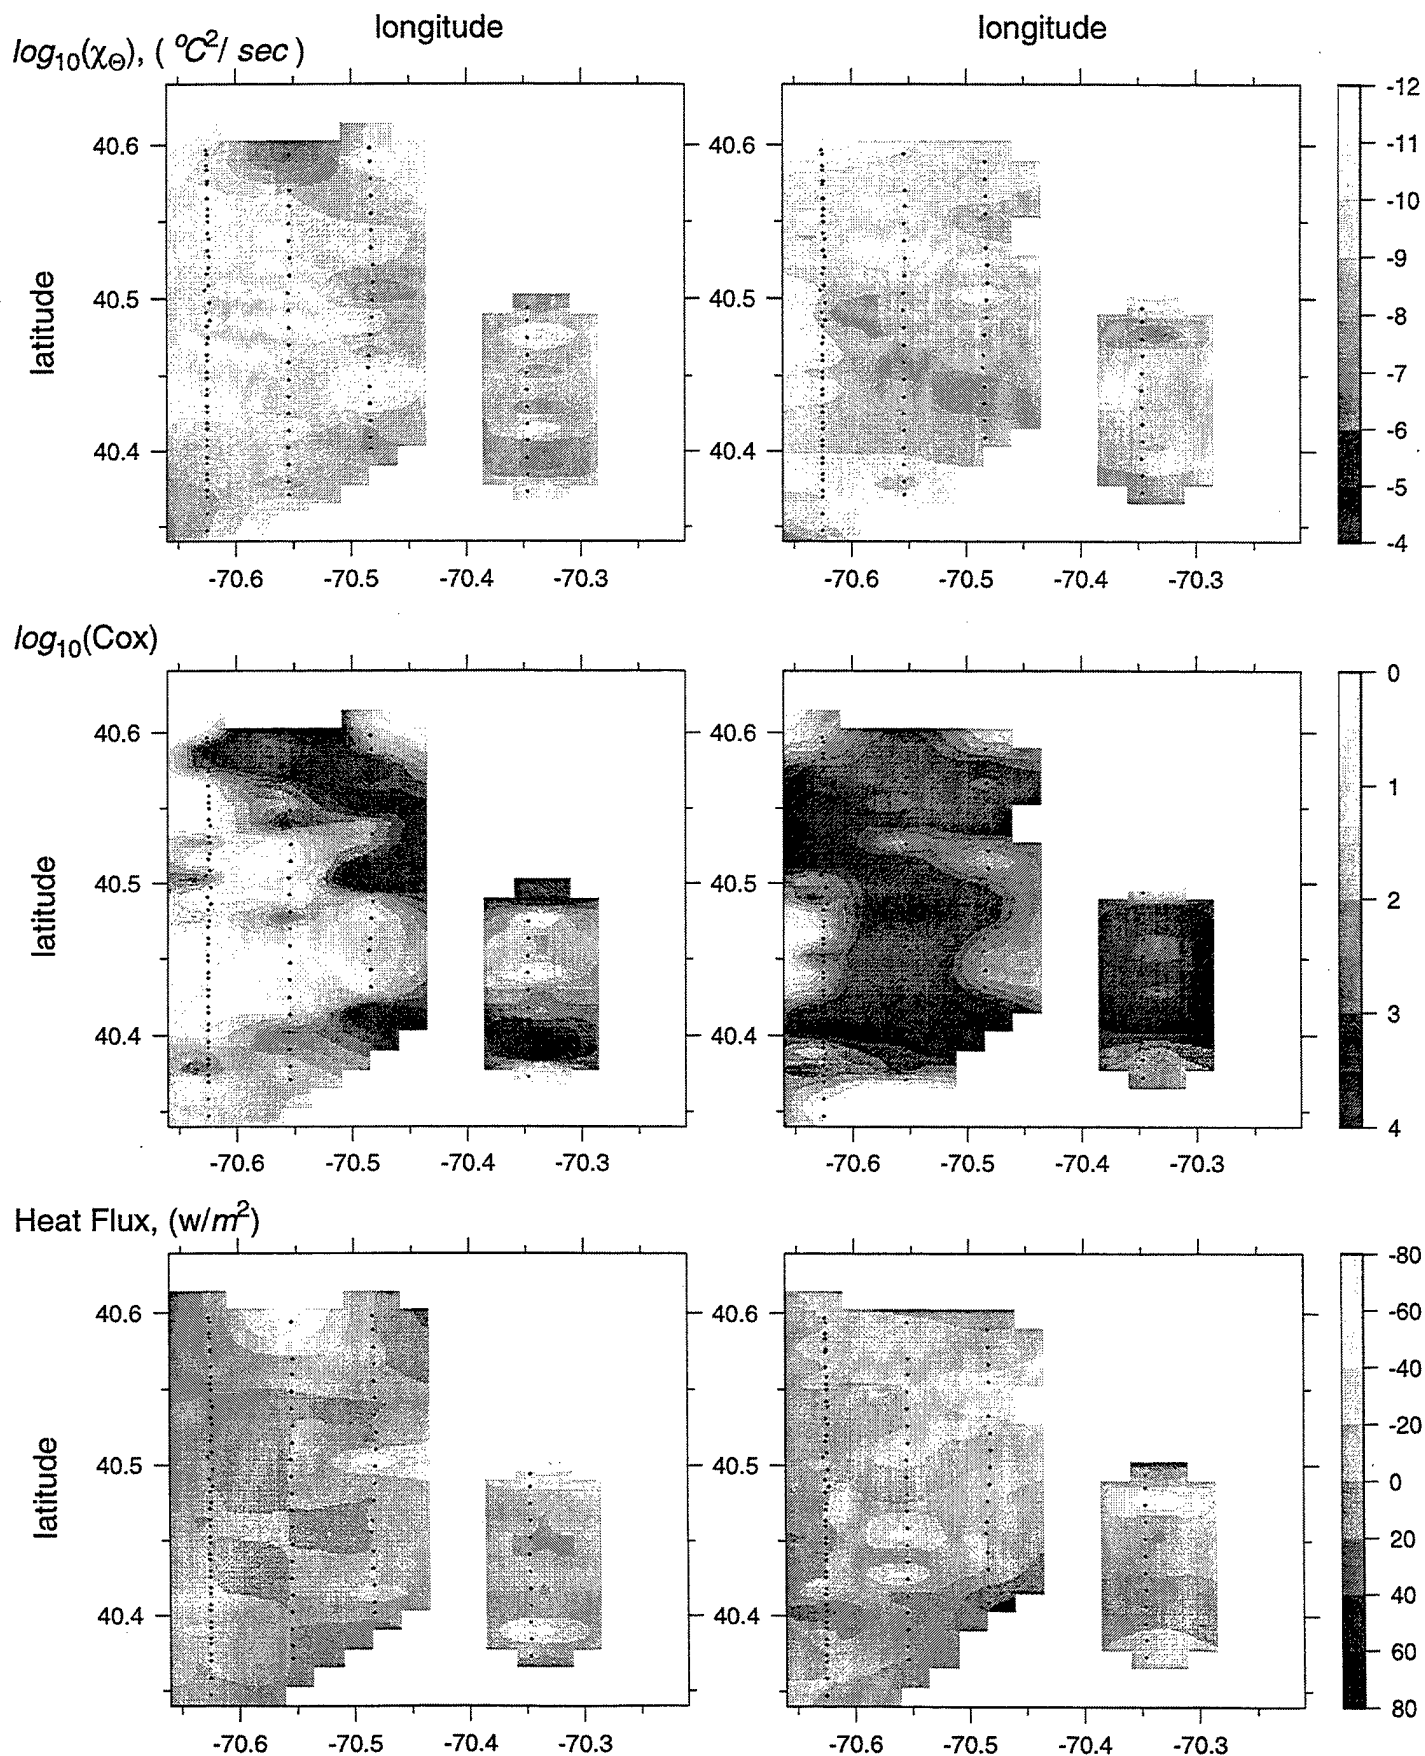 longitude longitude
log10(χΘ), ( °C2/ sec )
40.6 40.6 -12
-11
-10
latitude 40.5 40.5 -9
-8
-7
40.4 40.4 -6
-5
-4
-70.6 -70.5 -70.4 -70.3 -70.6 -70.5 -70.4 -70.3
log10(Cox)
40.6 40.6 0
1
latitude 40.5 40.5 2
3
40.4 40.4 4
-70.6 -70.5 -70.4 -70.3 -70.6 -70.5 -70.4 -70.3
Heat Flux, (w/m2)
40.6 40.6 -80
-60
-40
-20
latitude 40.5 40.5 0
20
40
40.4 40.4 60
80
-70.6 -70.5 -70.4 -70.3 -70.6 -70.5 -70.4 -70.3